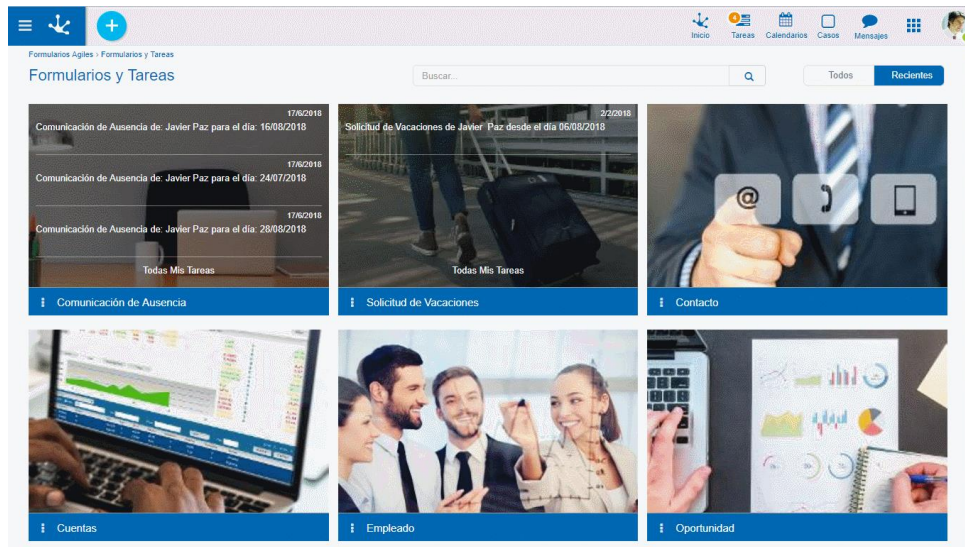 4
Inicio
Tareas
Calendarios
Casos
Mensajes
Formularios Agiles > Formularios y Tareas
Formularios y Tareas
Buscar...
Todos
Recientes
17/6/2018
Comunicación de Ausencia de: Javier Paz para el día: 16/08/2018
17/6/2018
Comunicación de Ausencia de: Javier Paz para el día: 24/07/2018
17/6/2018
Comunicación de Ausencia de: Javier Paz para el día: 28/08/2018
Todas Mis Tareas
Comunicación de Ausencia
2/2/2018
Solicitud de Vacaciones de Javier Paz desde el día 06/08/2018
Todas Mis Tareas
Solicitud de Vacaciones
@
Contacto
Cuentas
Empleado
Oportunidad